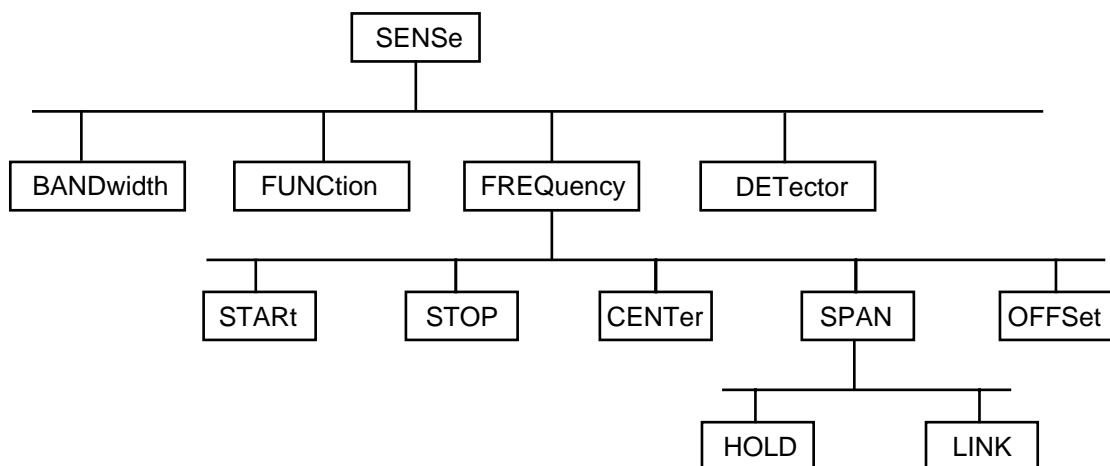 SENSe
BANDwidth
FUNCtion
FREQuency
DETector
STARt
STOP
CENTer
SPAN
OFFSet
HOLD
LINK